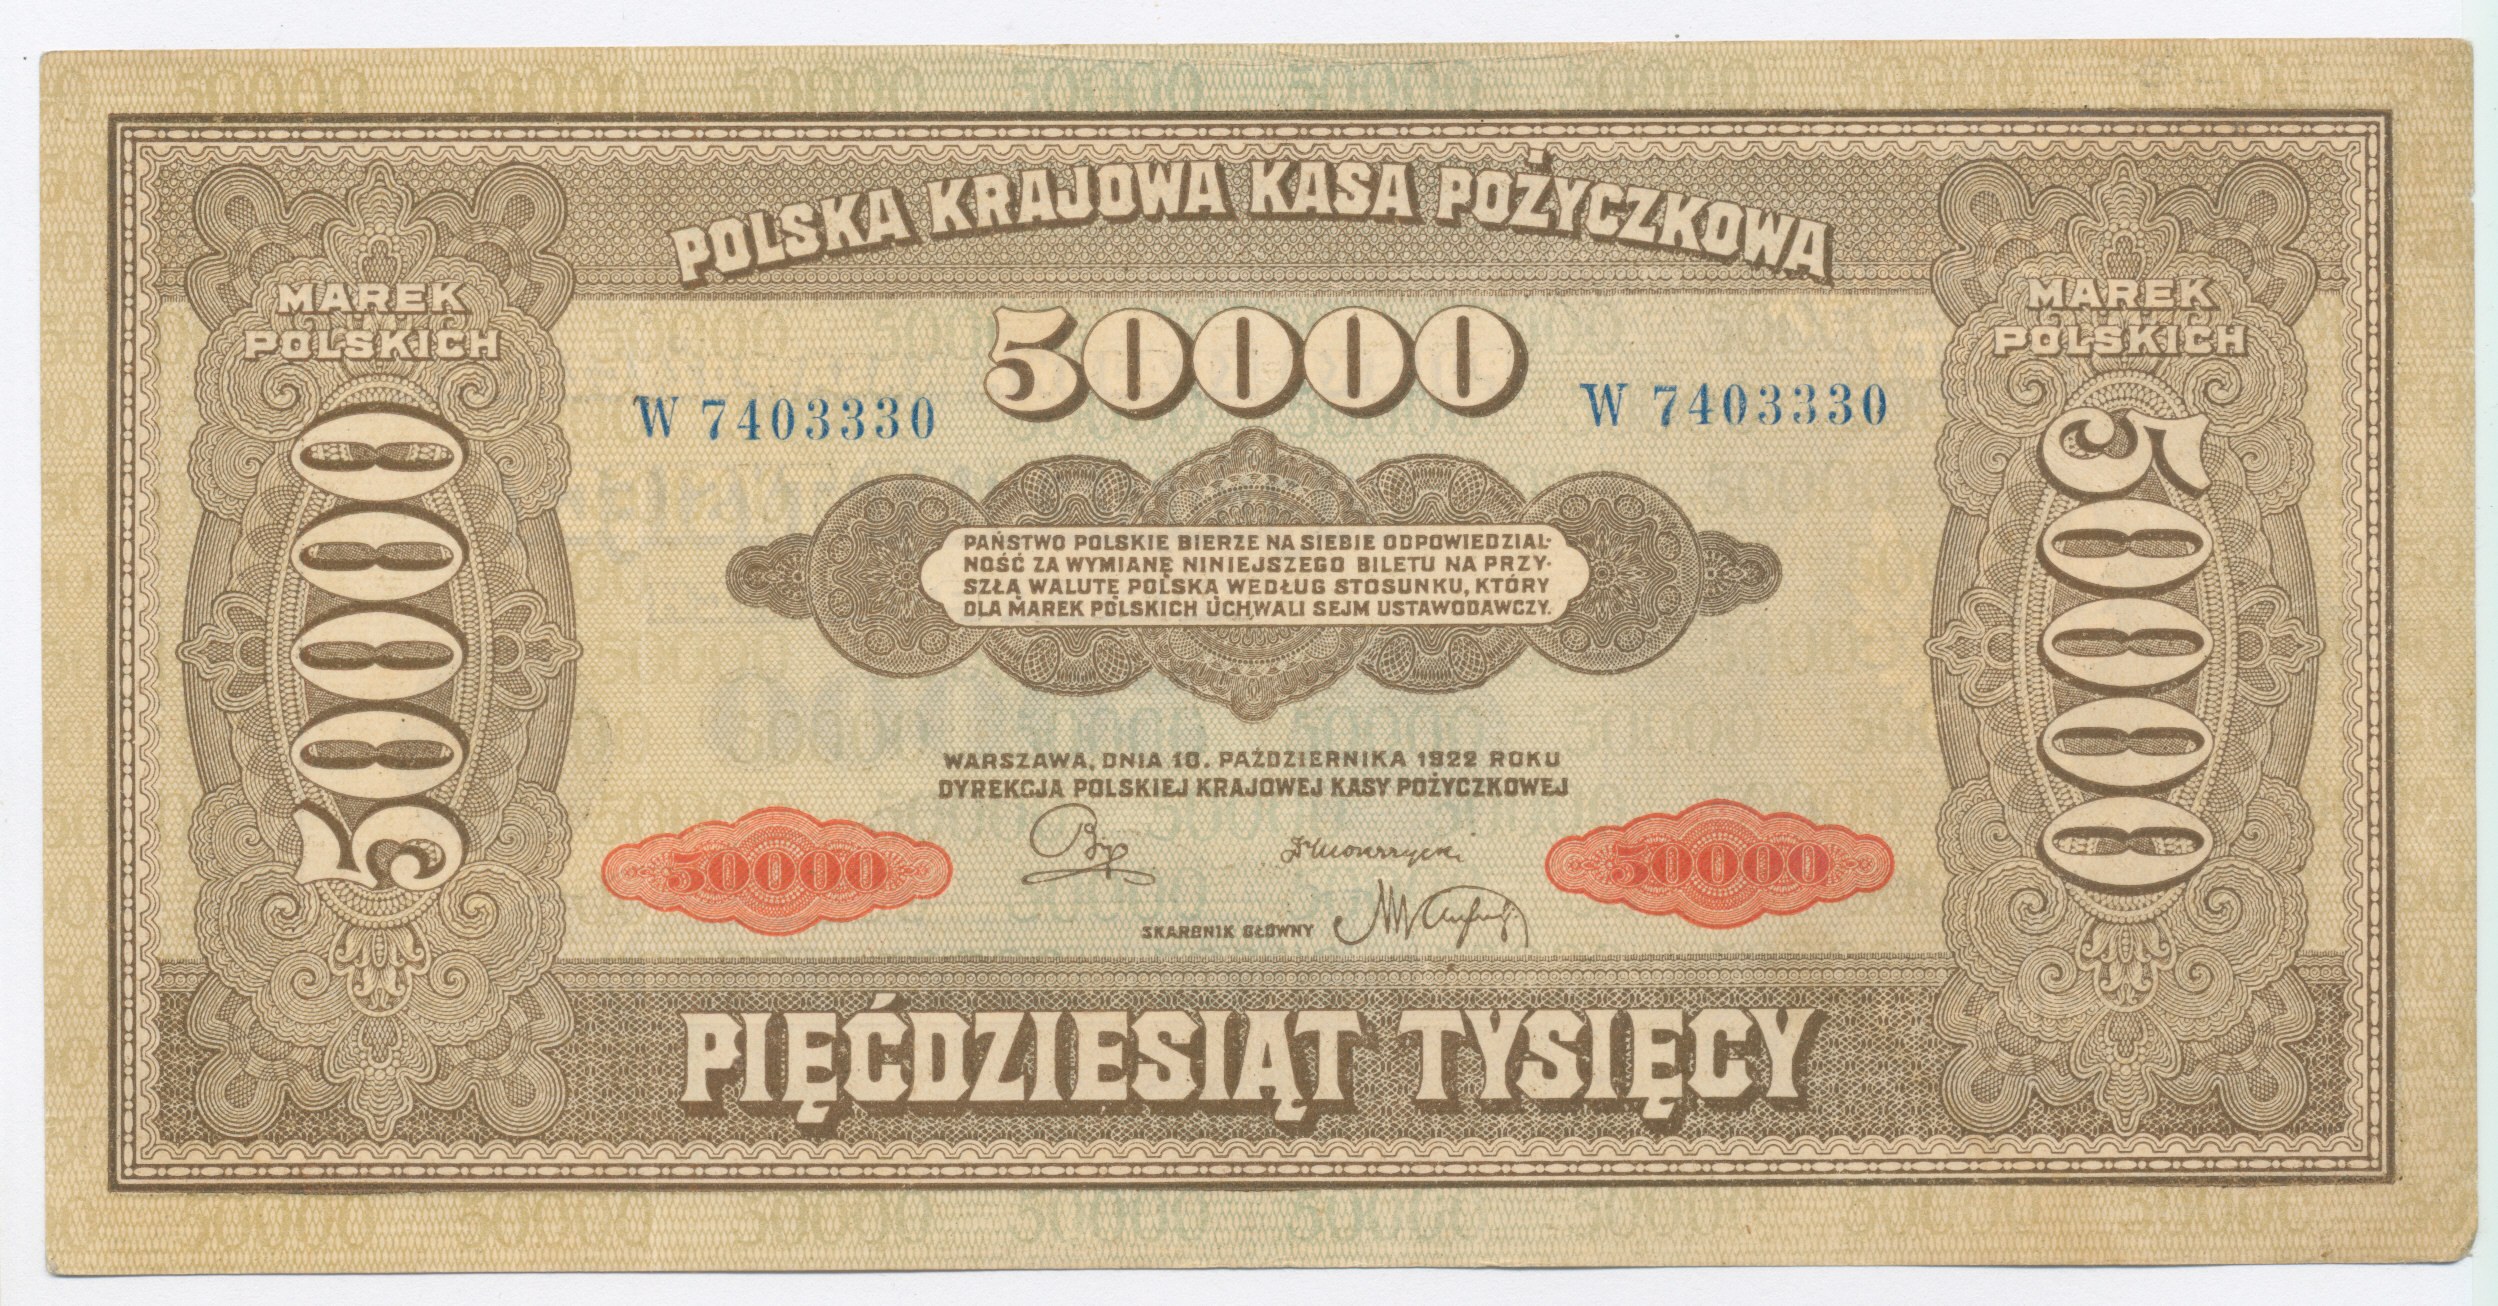 POLSKA KRAJOWA KASA POŻYCZKOWA
MAREK
POLSKICH
MAREK
POLSKICH
50000
W 7403330
W 7403330
50000
50000
PAŃSTWO POLSKIE BIERZE NA SIEBIE ODPOWIEDZIAL-
NOŚĆ ZA WYMIANĘ NINIEJSZEGO BILETU NA PRZY-
SZŁĄ WALUTĘ POLSKĄ WEDŁUG STOSUNKU, KTÓRY
DLA MAREK POLSKICH UCHWALI SEJM USTAWODAWCZY.
WARSZAWA, DNIA 10. PAŹDZIERNIKA 1922 ROKU
DYREKCJA POLSKIEJ KRAJOWEJ KASY POŻYCZKOWEJ
50000
50000
SKARBNIK GŁÓWNY
PIĘĆDZIESIĄT TYSIĘCY